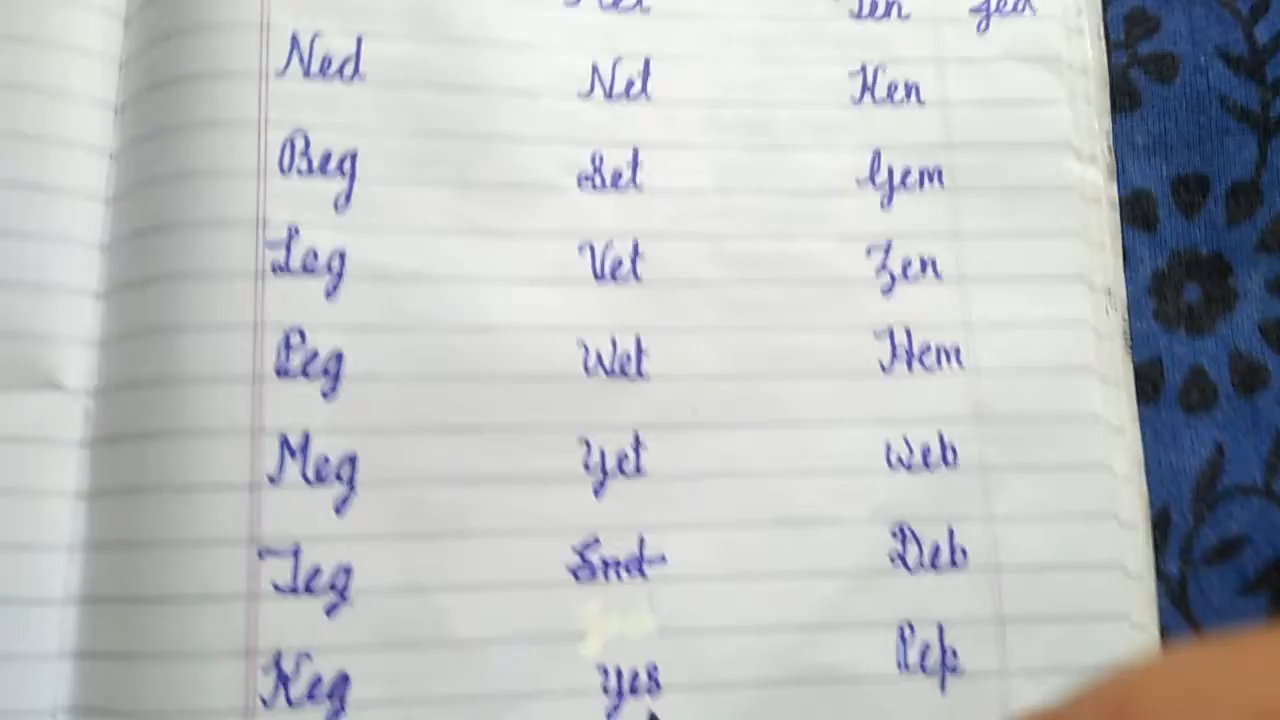 Ned Net Hen
Beg Set Gem
Leg Vet Zen
Peg Wet Hem
Meg Yet Web
Jeg Deb
Keg Yes Pep